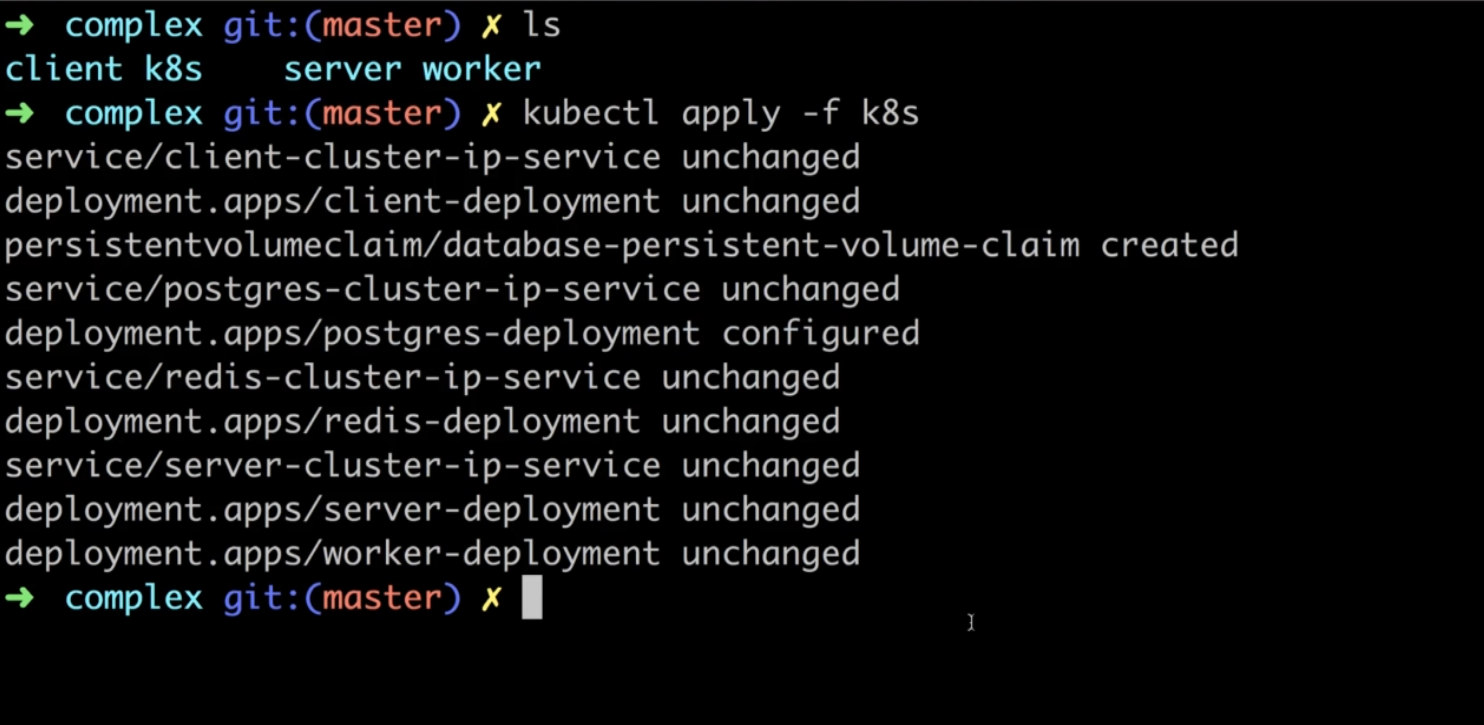 ➜ complex git:(master) ✗ ls
client k8s    server worker
➜ complex git:(master) ✗ kubectl apply -f k8s
service/client-cluster-ip-service unchanged
deployment.apps/client-deployment unchanged
persistentvolumeclaim/database-persistent-volume-claim created
service/postgres-cluster-ip-service unchanged
deployment.apps/postgres-deployment configured
service/redis-cluster-ip-service unchanged
deployment.apps/redis-deployment unchanged
service/server-cluster-ip-service unchanged
deployment.apps/server-deployment unchanged
deployment.apps/worker-deployment unchanged
➜ complex git:(master) ✗